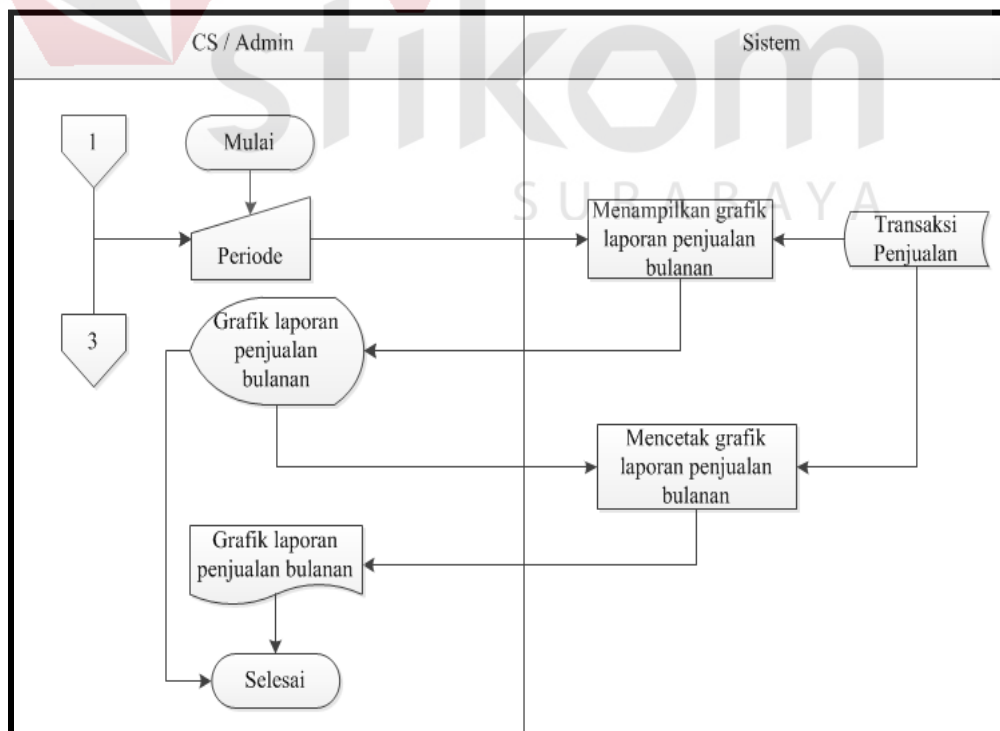 CS / Admin
Sistem
stikom
SURABAYA
1
Mulai
Periode
Menampilkan grafik
laporan penjualan
bulanan
Transaksi
Penjualan
3
Grafik laporan
penjualan
bulanan
Mencetak grafik
laporan penjualan
bulanan
Grafik laporan
penjualan bulanan
Selesai